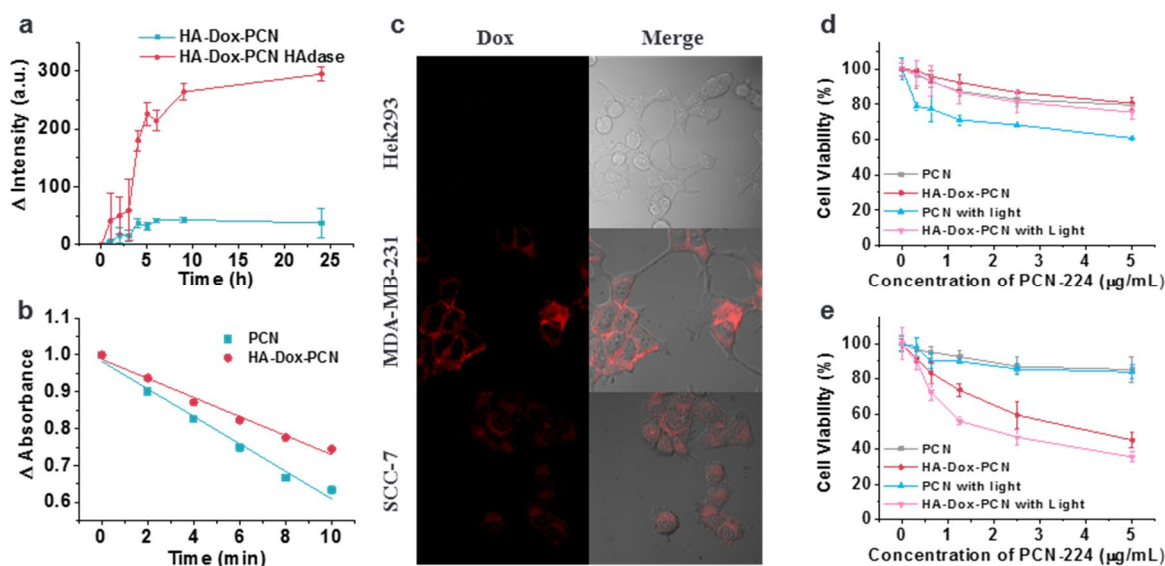 a
HA-Dox-PCN
HA-Dox-PCN HAdase
300
200
100
0
Δ Intensity (a.u.)
0 5 10 15 20 25
Time (h)
b
1.1
1.0
0.9
0.8
0.7
0.6
Δ Absorbance
PCN
HA-Dox-PCN
0 2 4 6 8 10
Time (min)
c
Dox Merge
Hek293
MDA-MB-231
SCC-7
d
120
100
80
60
40
20
0
Cell Viability (%)
PCN
HA-Dox-PCN
PCN with light
HA-Dox-PCN with Light
0 1 2 3 4 5
Concentration of PCN-224 (µg/mL)
e
120
100
80
60
40
20
0
Cell Viability (%)
PCN
HA-Dox-PCN
PCN with light
HA-Dox-PCN with Light
0 1 2 3 4 5
Concentration of PCN-224 (µg/mL)